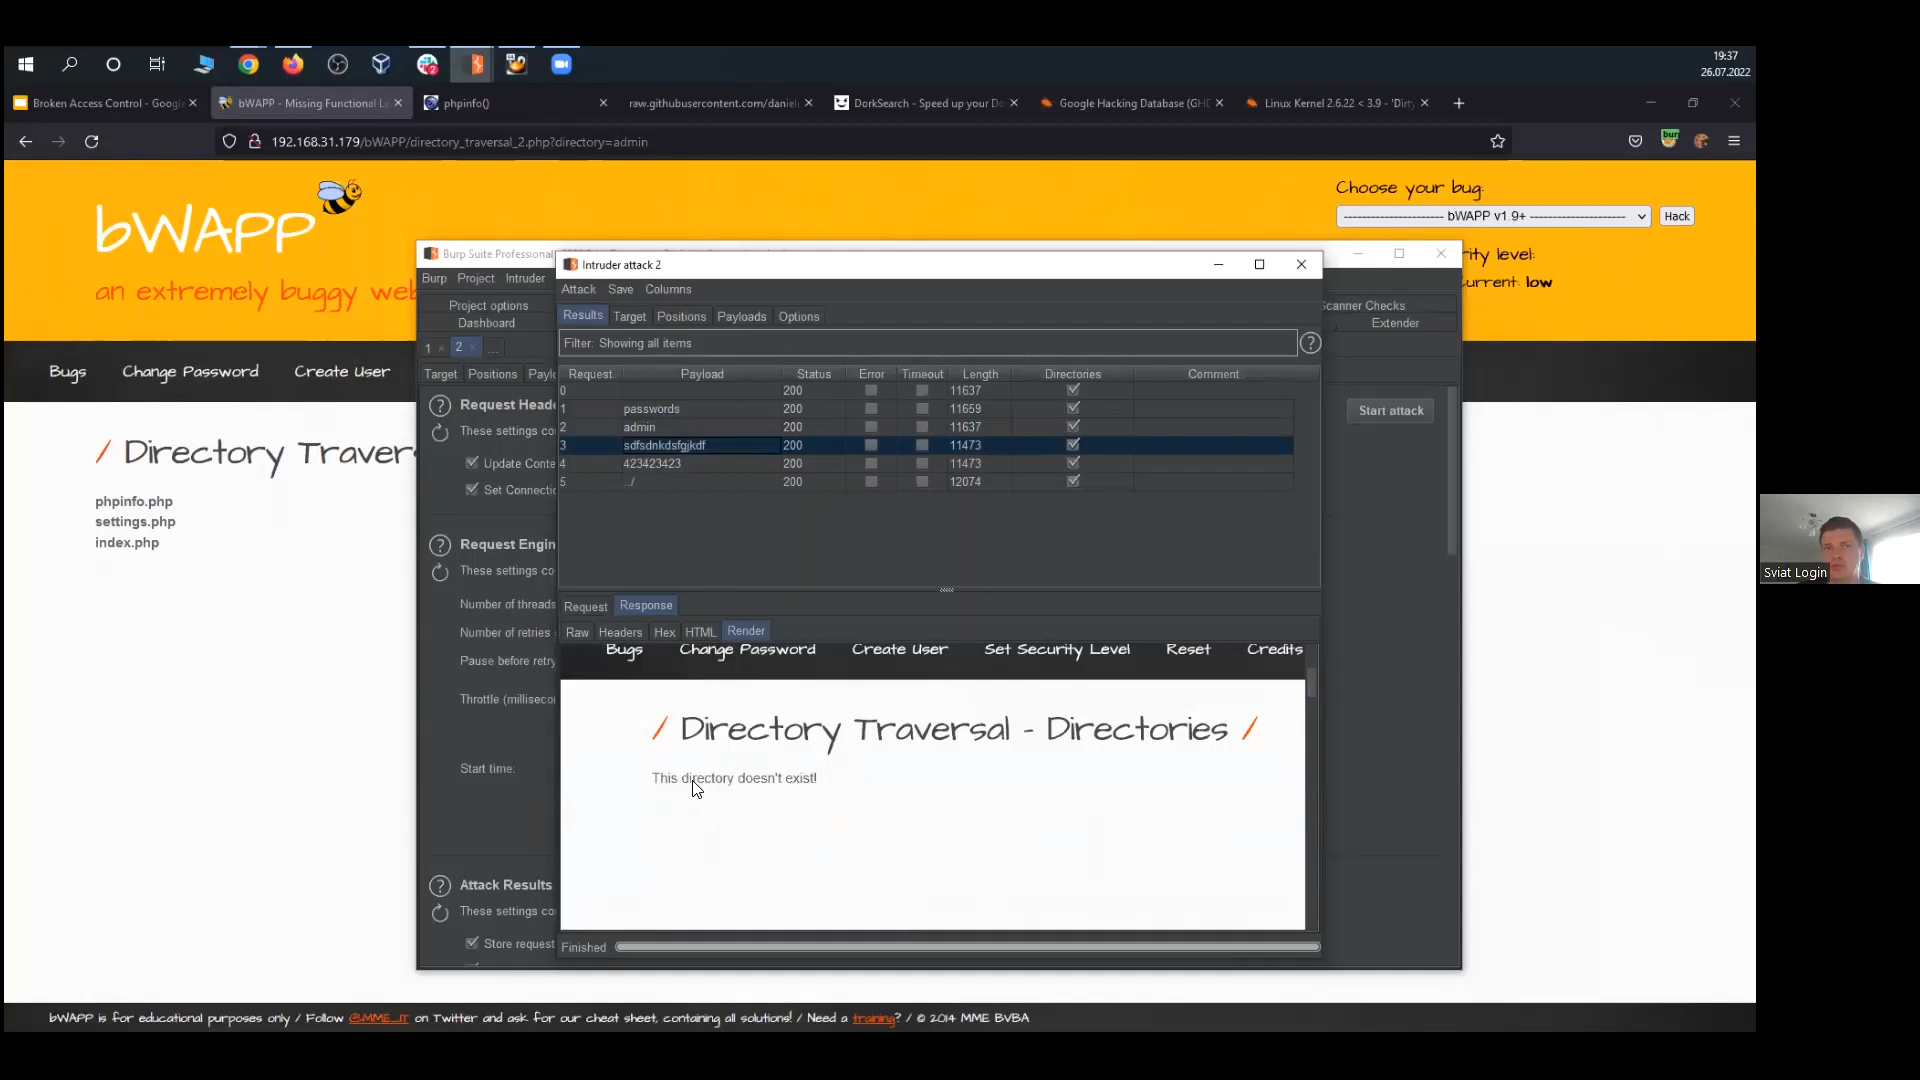 19:37
26.07.2022
Broken Access Control - Google
bWAPP - Missing Functional Le
phpinfo()
raw.githubusercontent.com/daniel
DorkSearch - Speed up your Do
Google Hacking Database (GHD
Linux Kernel 2.6.22 < 3.9 - 'Dirty
192.168.31.179/bWAPP/directory_traversal_2.php?directory=admin
bWAPP
an extremely buggy web
Choose your bug:
---------------------- bWAPP v1.9+ ----------------------
Hack
rity level:
urrent: low
Bugs Change Password Create User
/ Directory Traver
phpinfo.php
settings.php
index.php
Burp Suite Professional
Burp Project Intruder
Project options
Dashboard
Scanner Checks
Extender
1 × 2 × ...
Target Positions Paylo
Request Heade
These settings co
Update Conte
Set Connectio
Start attack
Request Engin
These settings co
Number of threads
Number of retries
Pause before retry
Throttle (millisecon
Start time:
Attack Results
These settings co
Store request
Intruder attack 2
Attack Save Columns
Results Target Positions Payloads Options
Filter: Showing all items
Request Payload Status Error Timeout Length Directories Comment
0 200 11637
1 passwords 200 11659
2 admin 200 11637
3 sdfsdnkdsfgjkdf 200 11473
4 423423423 200 11473
5 ../ 200 12074
Request Response
Raw Headers Hex HTML Render
Bugs Change Password Create User Set Security Level Reset Credits
/ Directory Traversal - Directories /
This directory doesn't exist!
Finished
bWAPP is for educational purposes only / Follow @MME_IT on Twitter and ask for our cheat sheet, containing all solutions! / Need a training? / © 2014 MME BVBA
Sviat Login